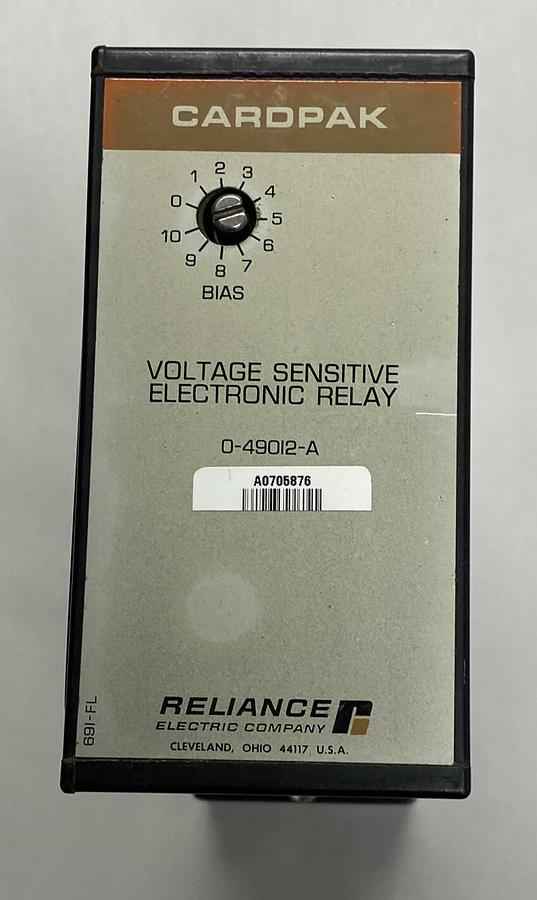 CARDPAK
0 1 2 3 4 5 6 7 8 9 10
BIAS
VOLTAGE SENSITIVE
ELECTRONIC RELAY
0-49012-A
A0705876
RELIANCE
ELECTRIC COMPANY
CLEVELAND, OHIO 44117, U.S.A.
691-FL